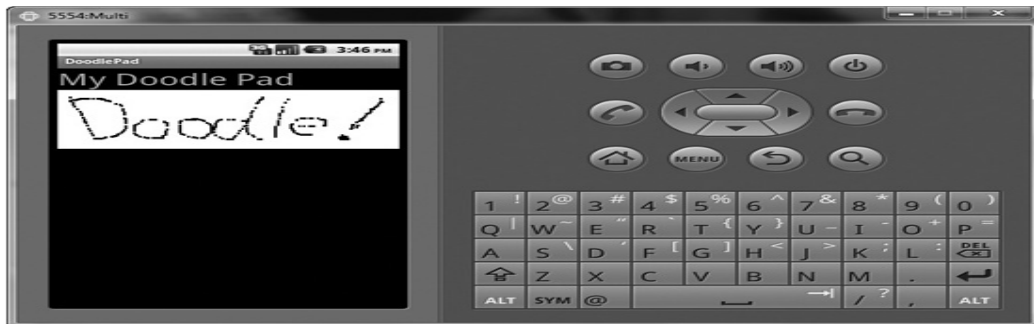 5554:Multi
3:46 PM
DoodlePad
My Doodle Pad
Doodle!
MENU
1 ! 2 @ 3 # 4 $ 5 % 6 ^ 7 & 8 * 9 ( 0 )
Q | W ~ E " R ` T { Y } U _ I - O + P =
A S \ D ' F [ G ] H < J > K ; L : DEL
Z X C V B N M .
ALT SYM @ / ? , ALT